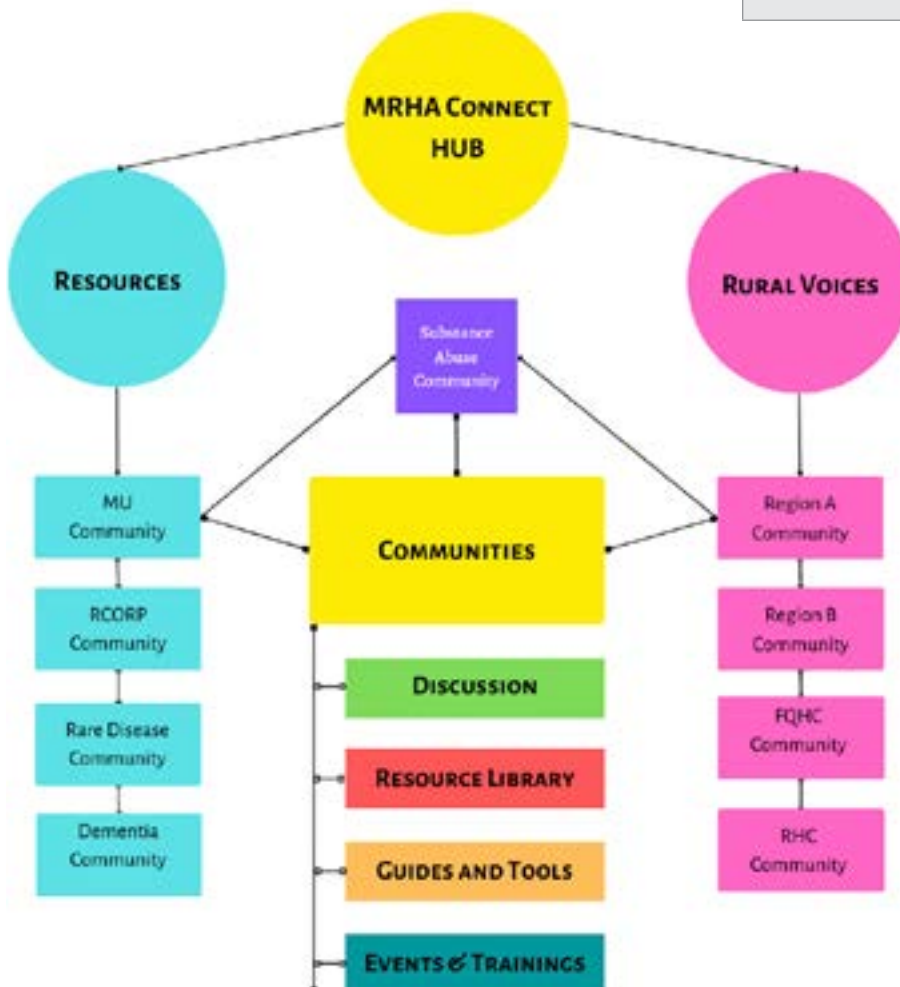 MRHA CONNECT
HUB
RESOURCES
RURAL VOICES
Substance
Abuse
Community
MU
Community
RCORP
Community
Rare Disease
Community
Dementia
Community
COMMUNITIES
DISCUSSION
RESOURCE LIBRARY
GUIDES AND TOOLS
EVENTS & TRAININGS
Region A
Community
Region B
Community
FQHC
Community
RHC
Community